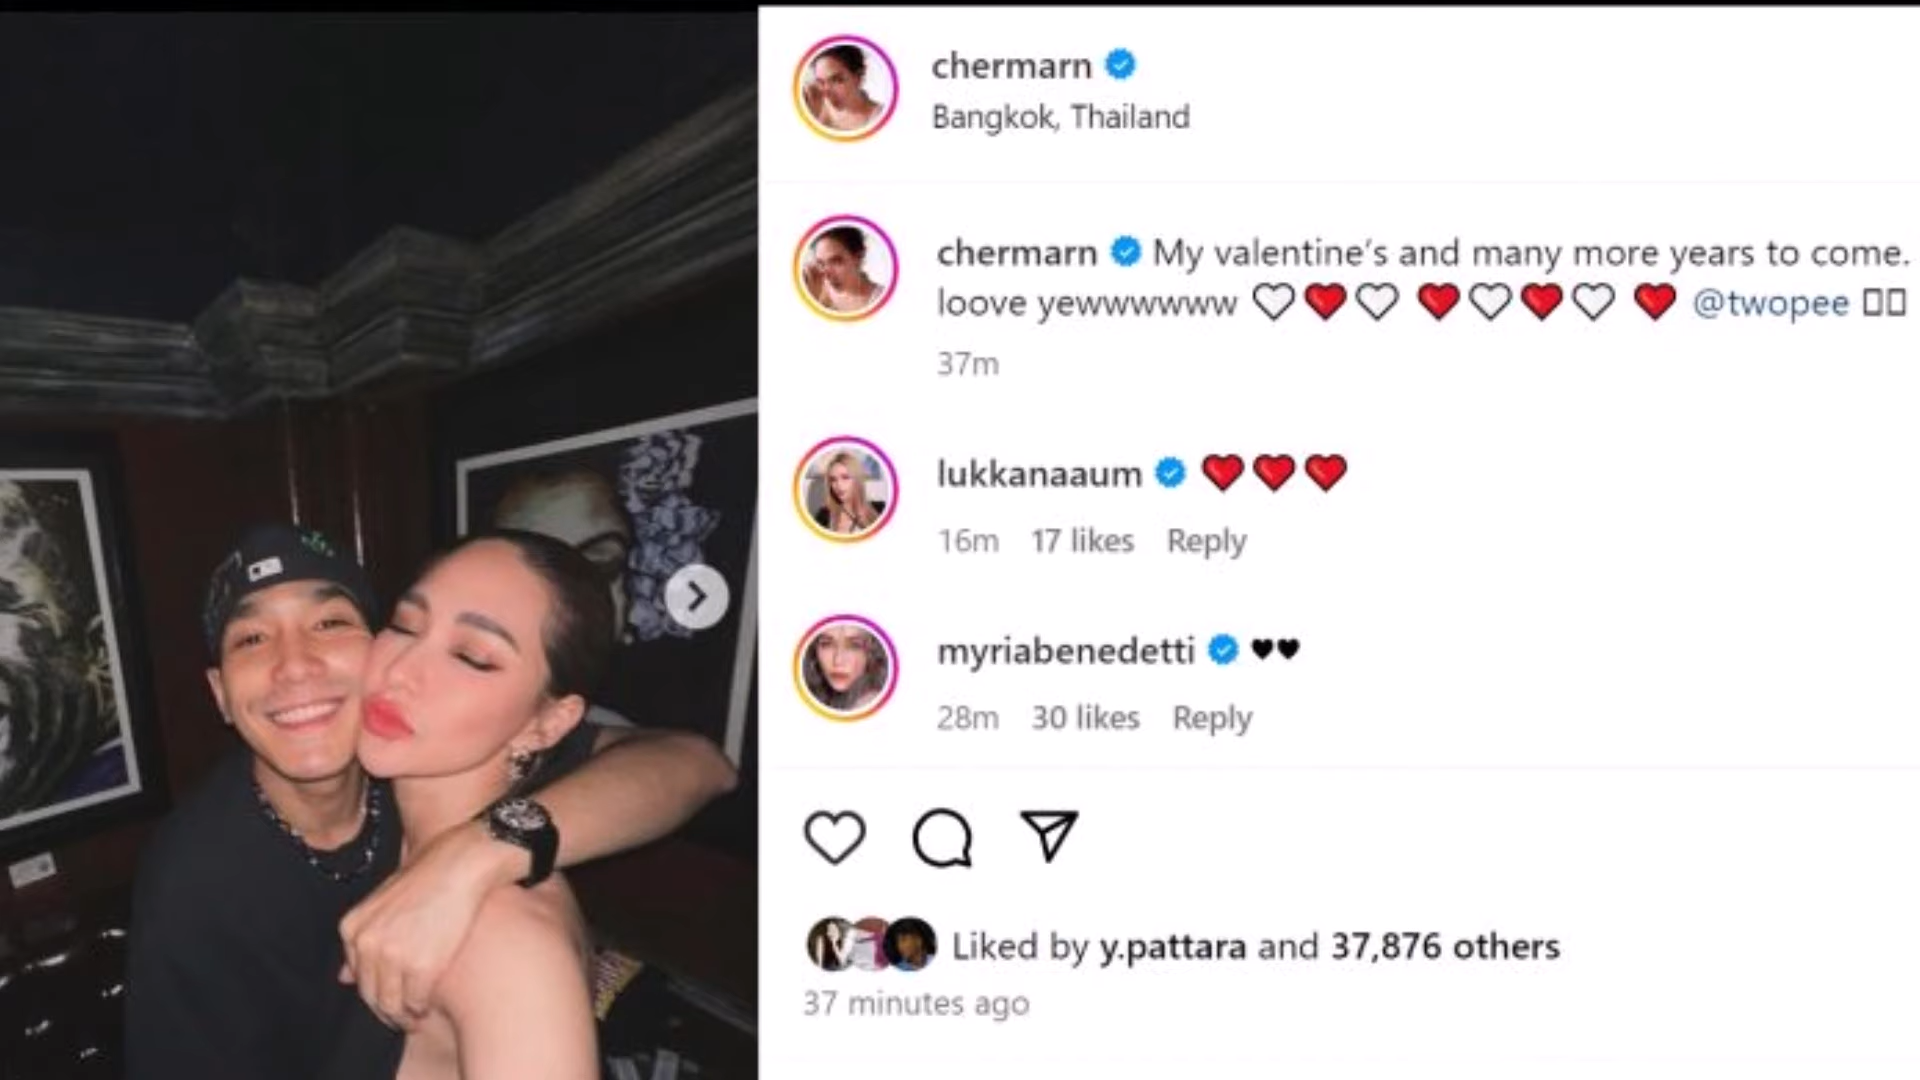 chermarn
Bangkok, Thailand
chermarn My valentine’s and many more years to come.
loove yewwwwww 🤍❤️🤍 ❤️🤍❤️🤍 ❤️ @twopee ▯▯
37m
lukkanaaum ❤️❤️❤️
16m 17 likes Reply
myriabenedetti 🖤🖤
28m 30 likes Reply
Liked by y.pattara and 37,876 others
37 minutes ago